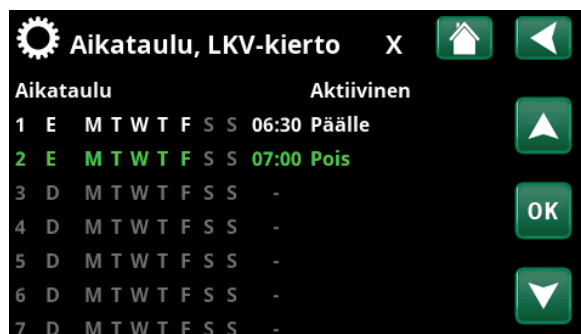 Aikataulu, LKV-kierto X
Aikataulu Aktiivinen
1 E M T W T F S S 06:30 Päälle
2 E M T W T F S S 07:00 Pois
3 D M T W T F S S -
4 D M T W T F S S -
5 D M T W T F S S -
6 D M T W T F S S -
7 D M T W T F S S -
OK